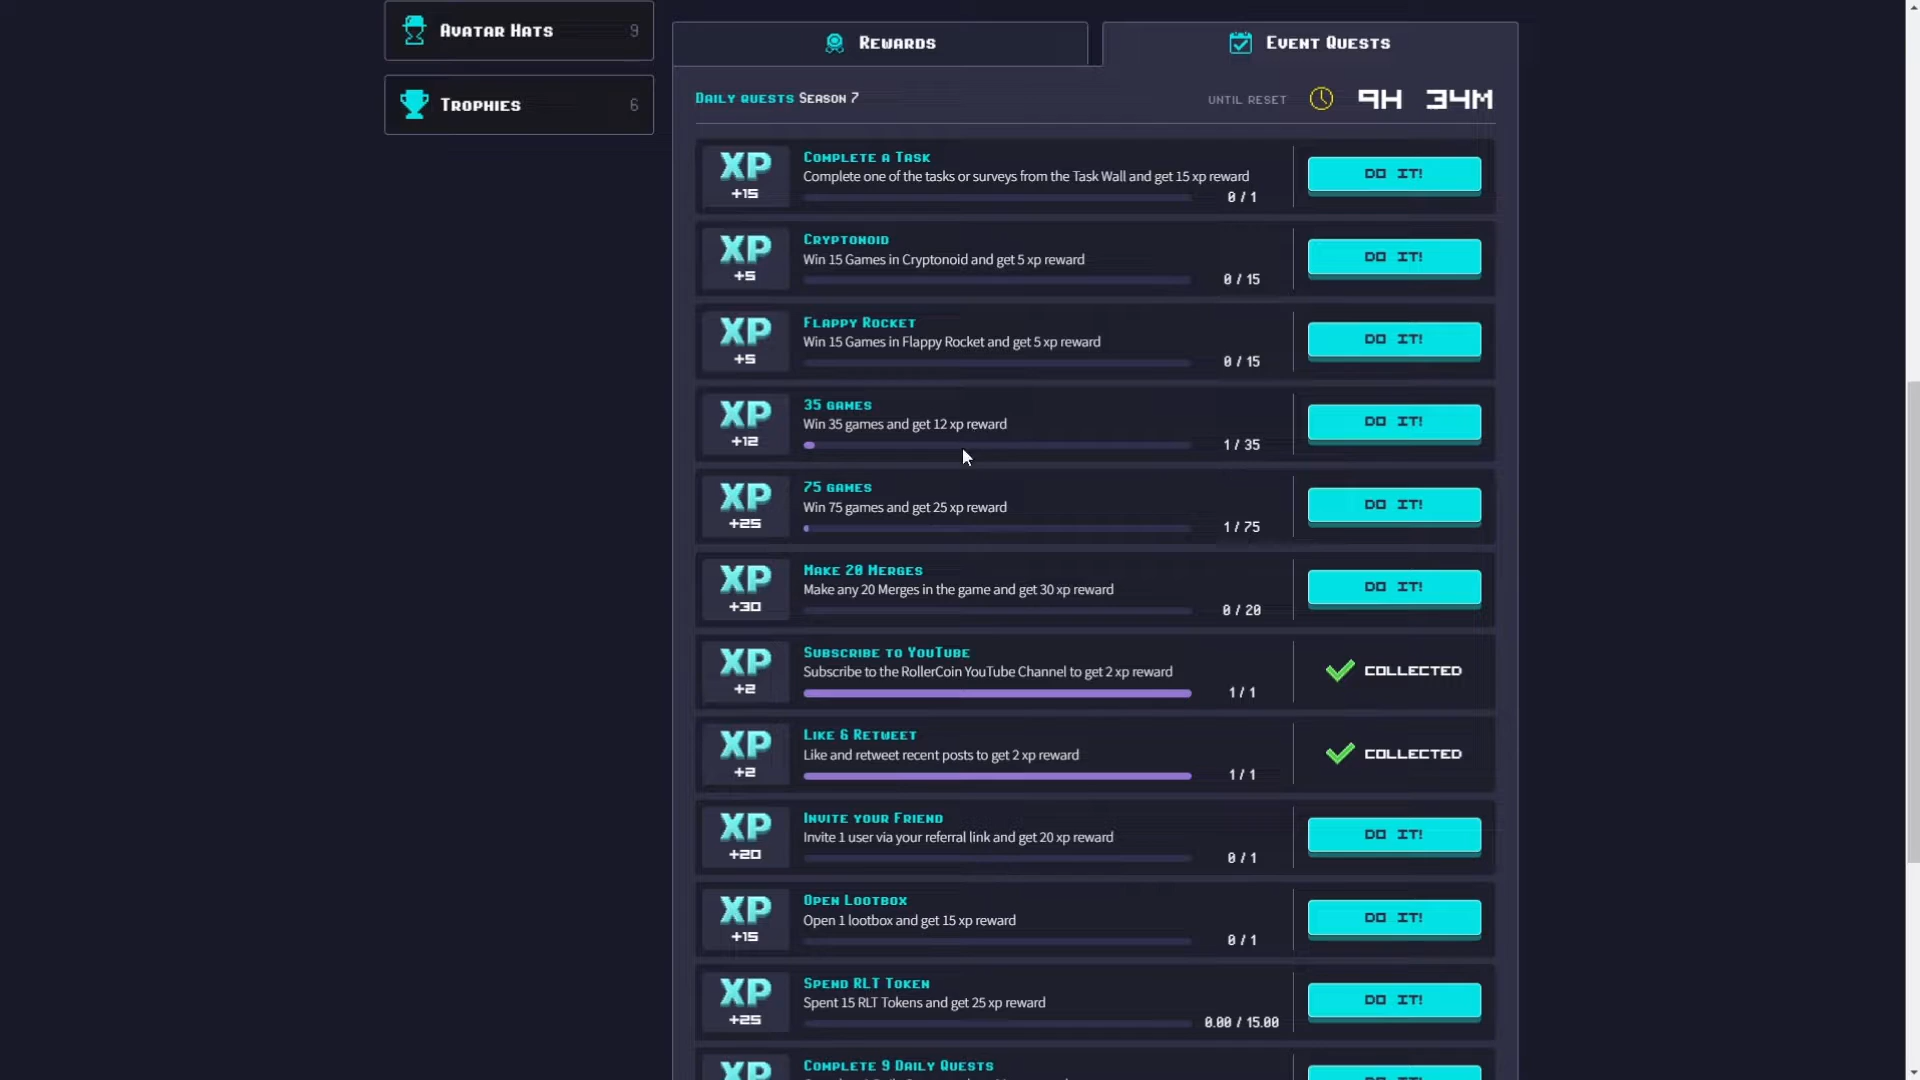 Avatar Hats 9
Trophies 6
Rewards
Event Quests
Daily quests Season 7
UNTIL RESET 9H 34M
XP +15
Complete a Task
Complete one of the tasks or surveys from the Task Wall and get 15 xp reward
0 / 1
DO IT!
XP +5
Cryptonoid
Win 15 Games in Cryptonoid and get 5 xp reward
0 / 15
DO IT!
XP +5
Flappy Rocket
Win 15 Games in Flappy Rocket and get 5 xp reward
0 / 15
DO IT!
XP +12
35 games
Win 35 games and get 12 xp reward
1 / 35
DO IT!
XP +25
75 games
Win 75 games and get 25 xp reward
1 / 75
DO IT!
XP +30
Make 20 Merges
Make any 20 Merges in the game and get 30 xp reward
0 / 20
DO IT!
XP +2
Subscribe to YouTube
Subscribe to the RollerCoin YouTube Channel to get 2 xp reward
1 / 1
COLLECTED
XP +2
Like & Retweet
Like and retweet recent posts to get 2 xp reward
1 / 1
COLLECTED
XP +20
Invite your Friend
Invite 1 user via your referral link and get 20 xp reward
0 / 1
DO IT!
XP +15
Open Lootbox
Open 1 lootbox and get 15 xp reward
0 / 1
DO IT!
XP +25
Spend RLT Token
Spent 15 RLT Tokens and get 25 xp reward
0.00 / 15.00
DO IT!
XP
Complete 9 Daily Quests